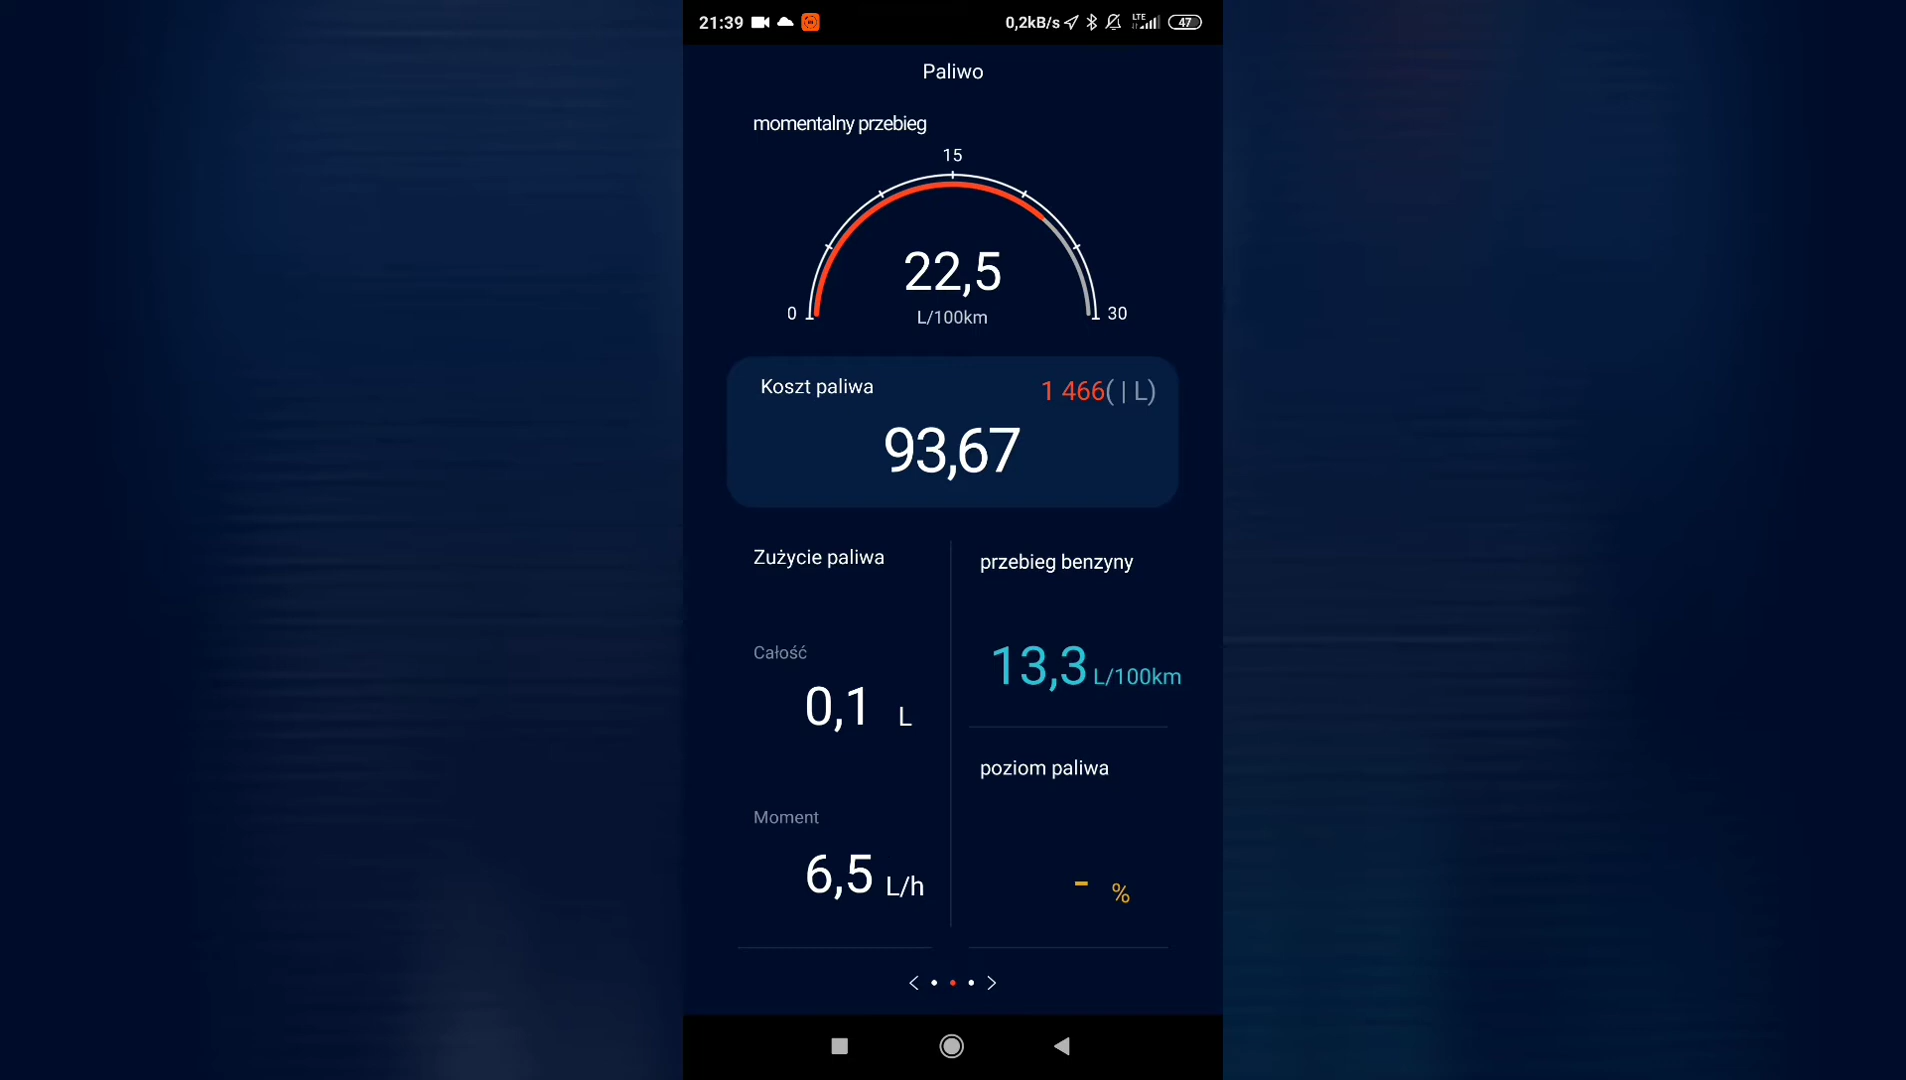 21:39 0,2kB/s LTE 47
Paliwo
momentalny przebieg
15
22,5
0 30
L/100km
Koszt paliwa 1 466( | L)
93,67
Zużycie paliwa przebieg benzyny
Całość
13,3 L/100km
0,1 L
poziom paliwa
Moment
6,5 L/h
- %